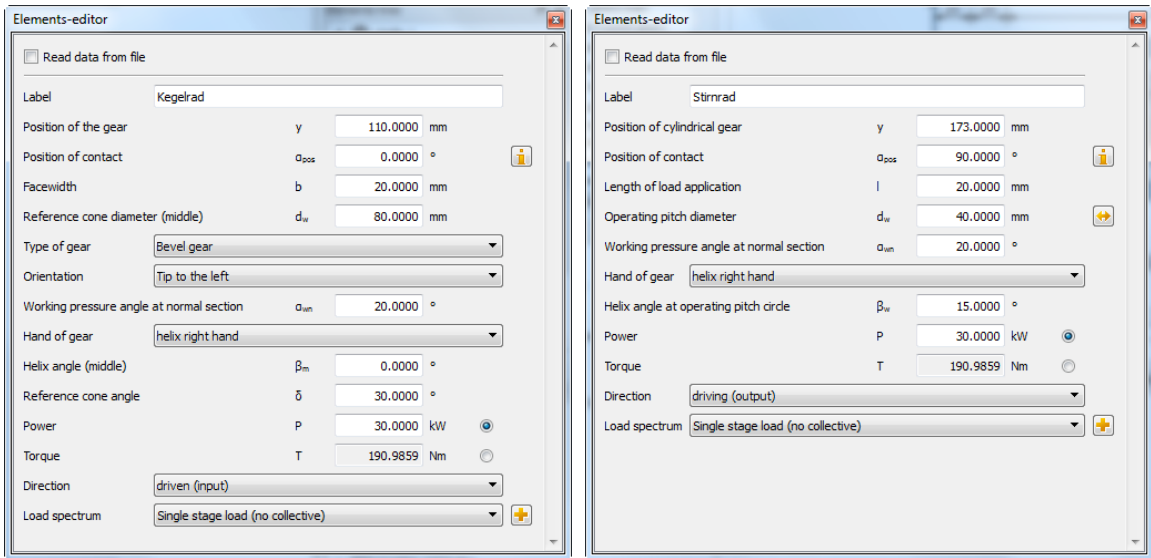 Elements-editor
Read data from file
Label Kegelrad
Position of the gear y 110.0000 mm
Position of contact αpos 0.0000 °
Facewidth b 20.0000 mm
Reference cone diameter (middle) dw 80.0000 mm
Type of gear Bevel gear
Orientation Tip to the left
Working pressure angle at normal section αwn 20.0000 °
Hand of gear helix right hand
Helix angle (middle) βm 0.0000 °
Reference cone angle δ 30.0000 °
Power P 30.0000 kW
Torque T 190.9859 Nm
Direction driven (input)
Load spectrum Single stage load (no collective)
Elements-editor
Read data from file
Label Stirnrad
Position of cylindrical gear y 173.0000 mm
Position of contact αpos 90.0000 °
Length of load application l 20.0000 mm
Operating pitch diameter dw 40.0000 mm
Working pressure angle at normal section αwn 20.0000 °
Hand of gear helix right hand
Helix angle at operating pitch circle βw 15.0000 °
Power P 30.0000 kW
Torque T 190.9859 Nm
Direction driving (output)
Load spectrum Single stage load (no collective)